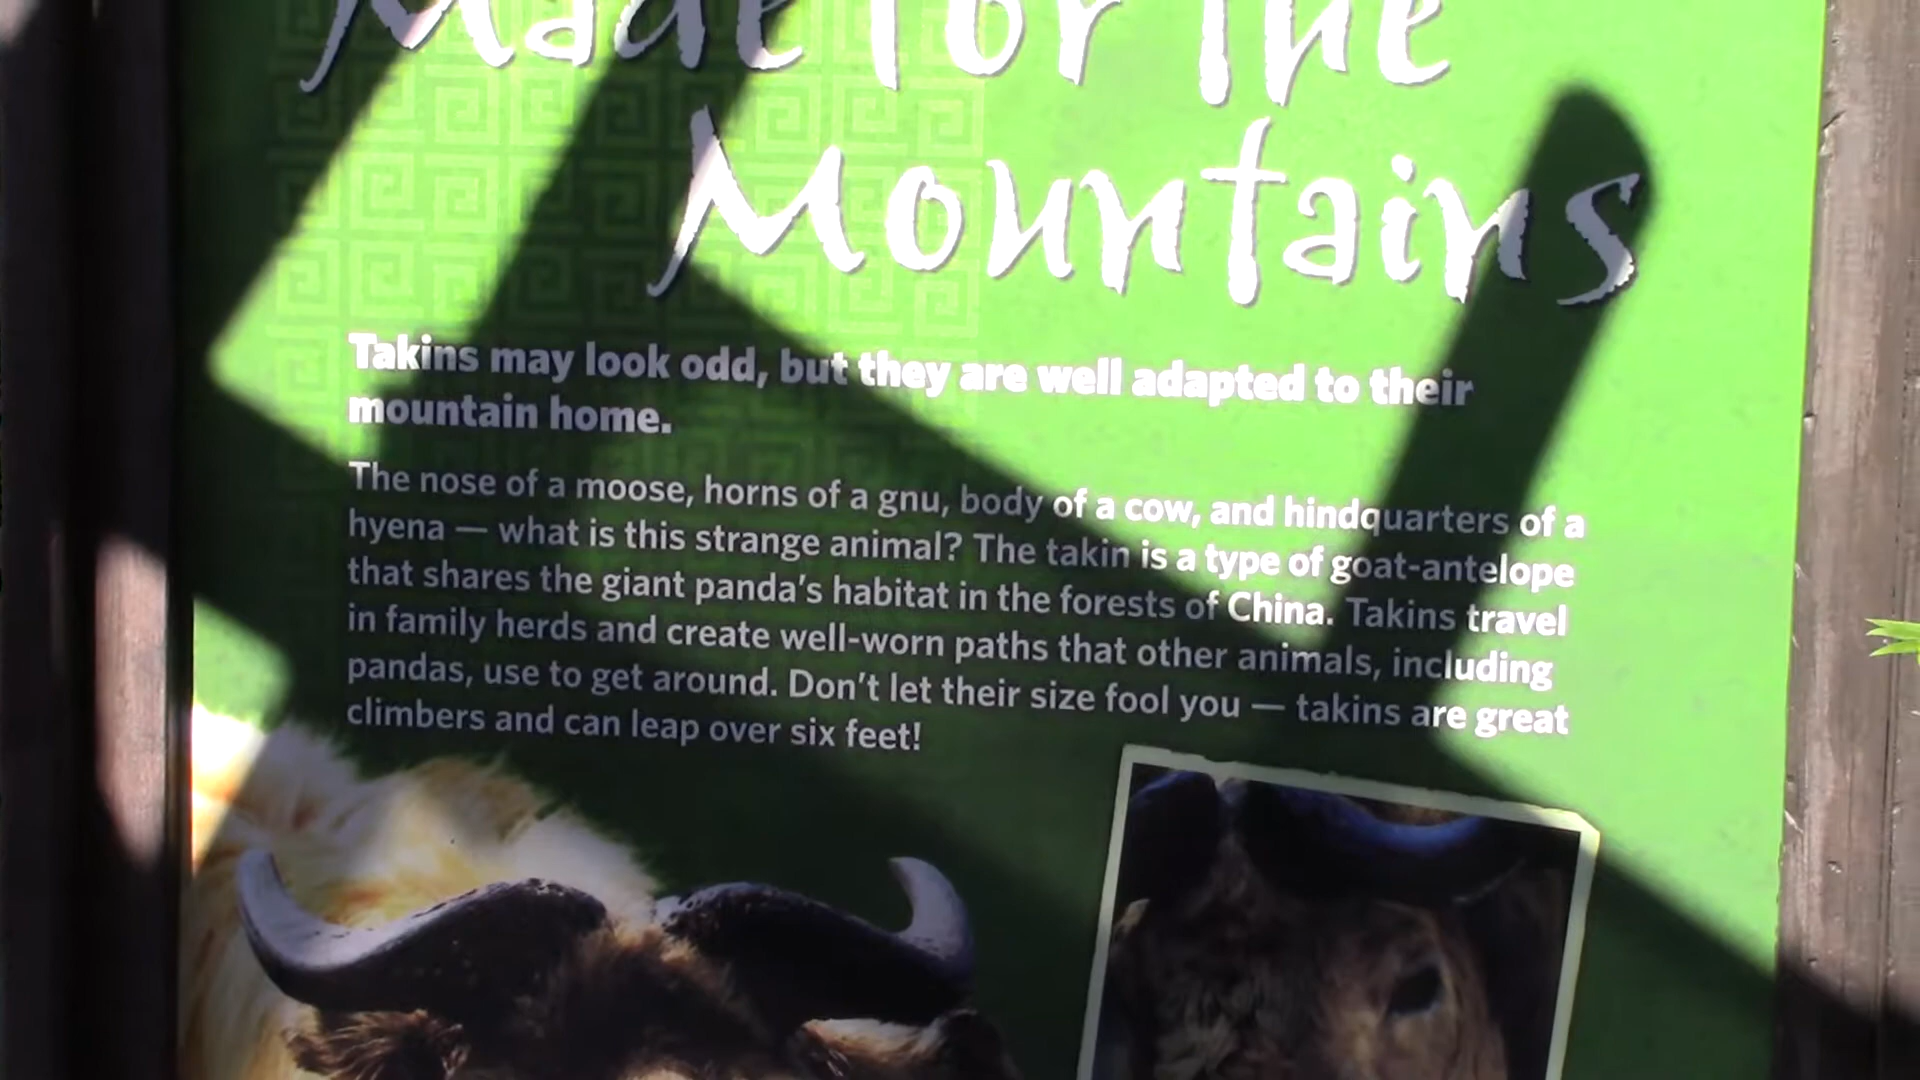 Made for the
Mountains
Takins may look odd, but they are well adapted to their
mountain home.
The nose of a moose, horns of a gnu, body of a cow, and hindquarters of a
hyena — what is this strange animal? The takin is a type of goat-antelope
that shares the giant panda's habitat in the forests of China. Takins travel
in family herds and create well-worn paths that other animals, including
pandas, use to get around. Don't let their size fool you — takins are great
climbers and can leap over six feet!